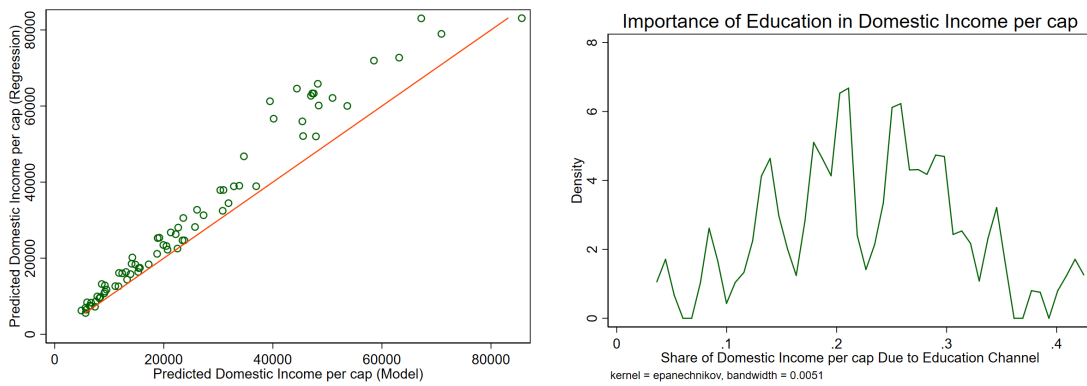 Predicted Domestic Income per cap (Regression)
80000
60000
40000
20000
0
0 20000 40000 60000 80000
Predicted Domestic Income per cap (Model)
Importance of Education in Domestic Income per cap
Density
8
6
4
2
0
0 .1 .2 .3 .4
Share of Domestic Income per cap Due to Education Channel
kernel = epanechnikov, bandwidth = 0.0051